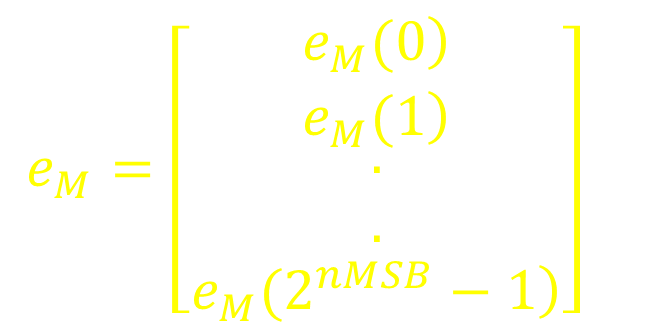 e_M(0)
e_M(1)
e_M = [ ]
.
.
e_M(2^{nMSB} − 1)